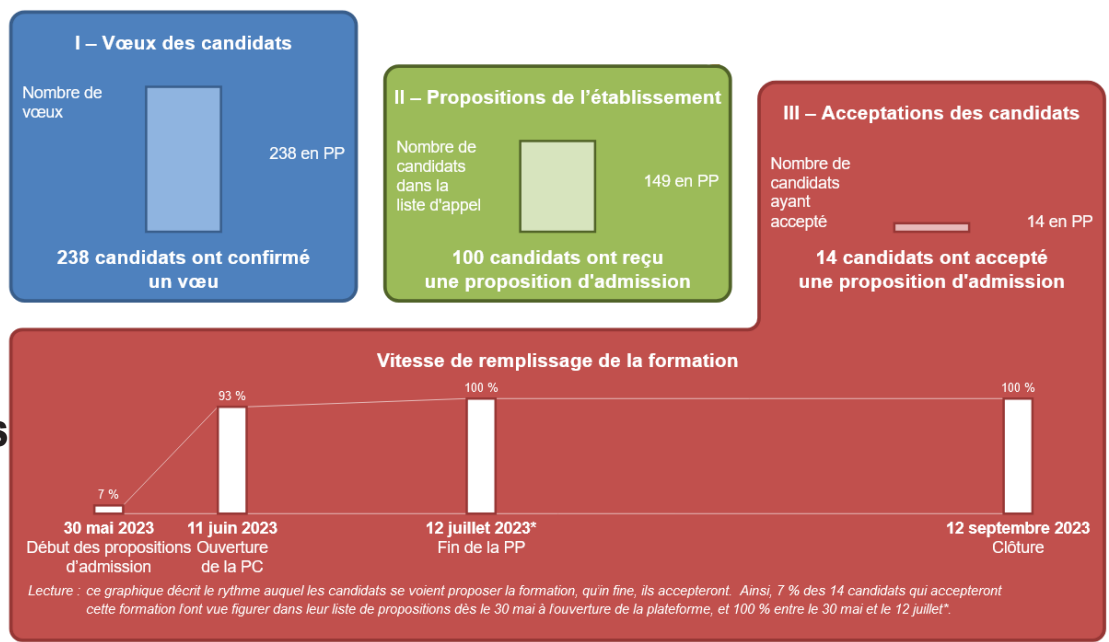 I – Vœux des candidats
Nombre de
vœux
238 en PP
238 candidats ont confirmé
un vœu
II – Propositions de l'établissement
Nombre de
candidats
dans la
liste d'appel
149 en PP
100 candidats ont reçu
une proposition d'admission
III – Acceptations des candidats
Nombre de
candidats
ayant
accepté
14 en PP
14 candidats ont accepté
une proposition d'admission
s
Vitesse de remplissage de la formation
7 %
93 %
100 %
100 %
30 mai 2023
Début des propositions
d'admission
11 juin 2023
Ouverture
de la PC
12 juillet 2023*
Fin de la PP
12 septembre 2023
Clôture
Lecture : ce graphique décrit le rythme auquel les candidats se voient proposer la formation, qu'in fine, ils accepteront. Ainsi, 7 % des 14 candidats qui accepteront
cette formation l'ont vue figurer dans leur liste de propositions dès le 30 mai à l'ouverture de la plateforme, et 100 % entre le 30 mai et le 12 juillet*.